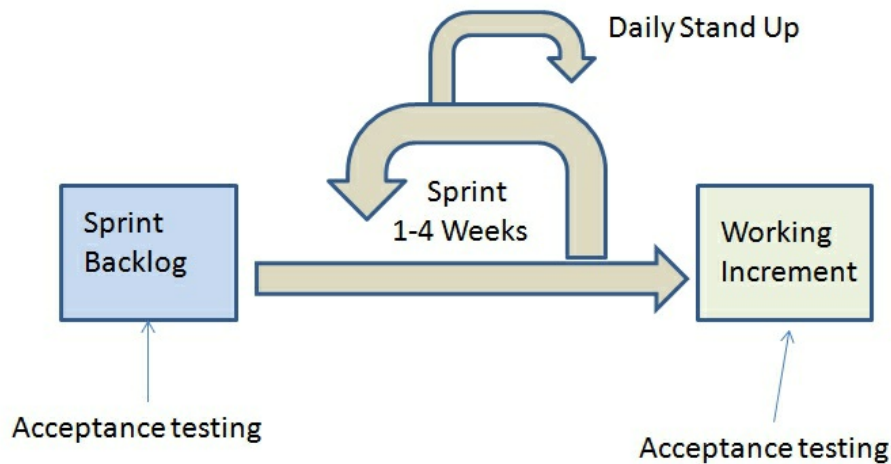 Daily Stand Up
Sprint
1-4 Weeks
Sprint
Backlog
Working
Increment
Acceptance testing
Acceptance testing